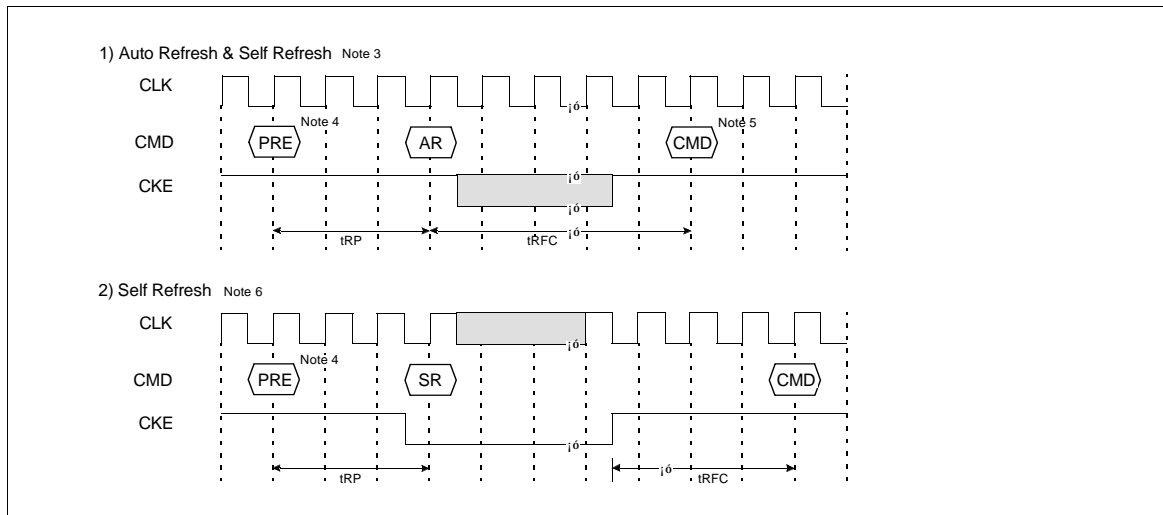 1) Auto Refresh & Self Refresh Note 3
CLK
¡ó
CMD PRE Note 4 AR CMD Note 5
CKE
¡ó
¡ó
tRP tRFC ¡ó
2) Self Refresh Note 6
CLK
¡ó
CMD PRE Note 4 SR CMD
CKE
¡ó
tRP ¡ó tRFC